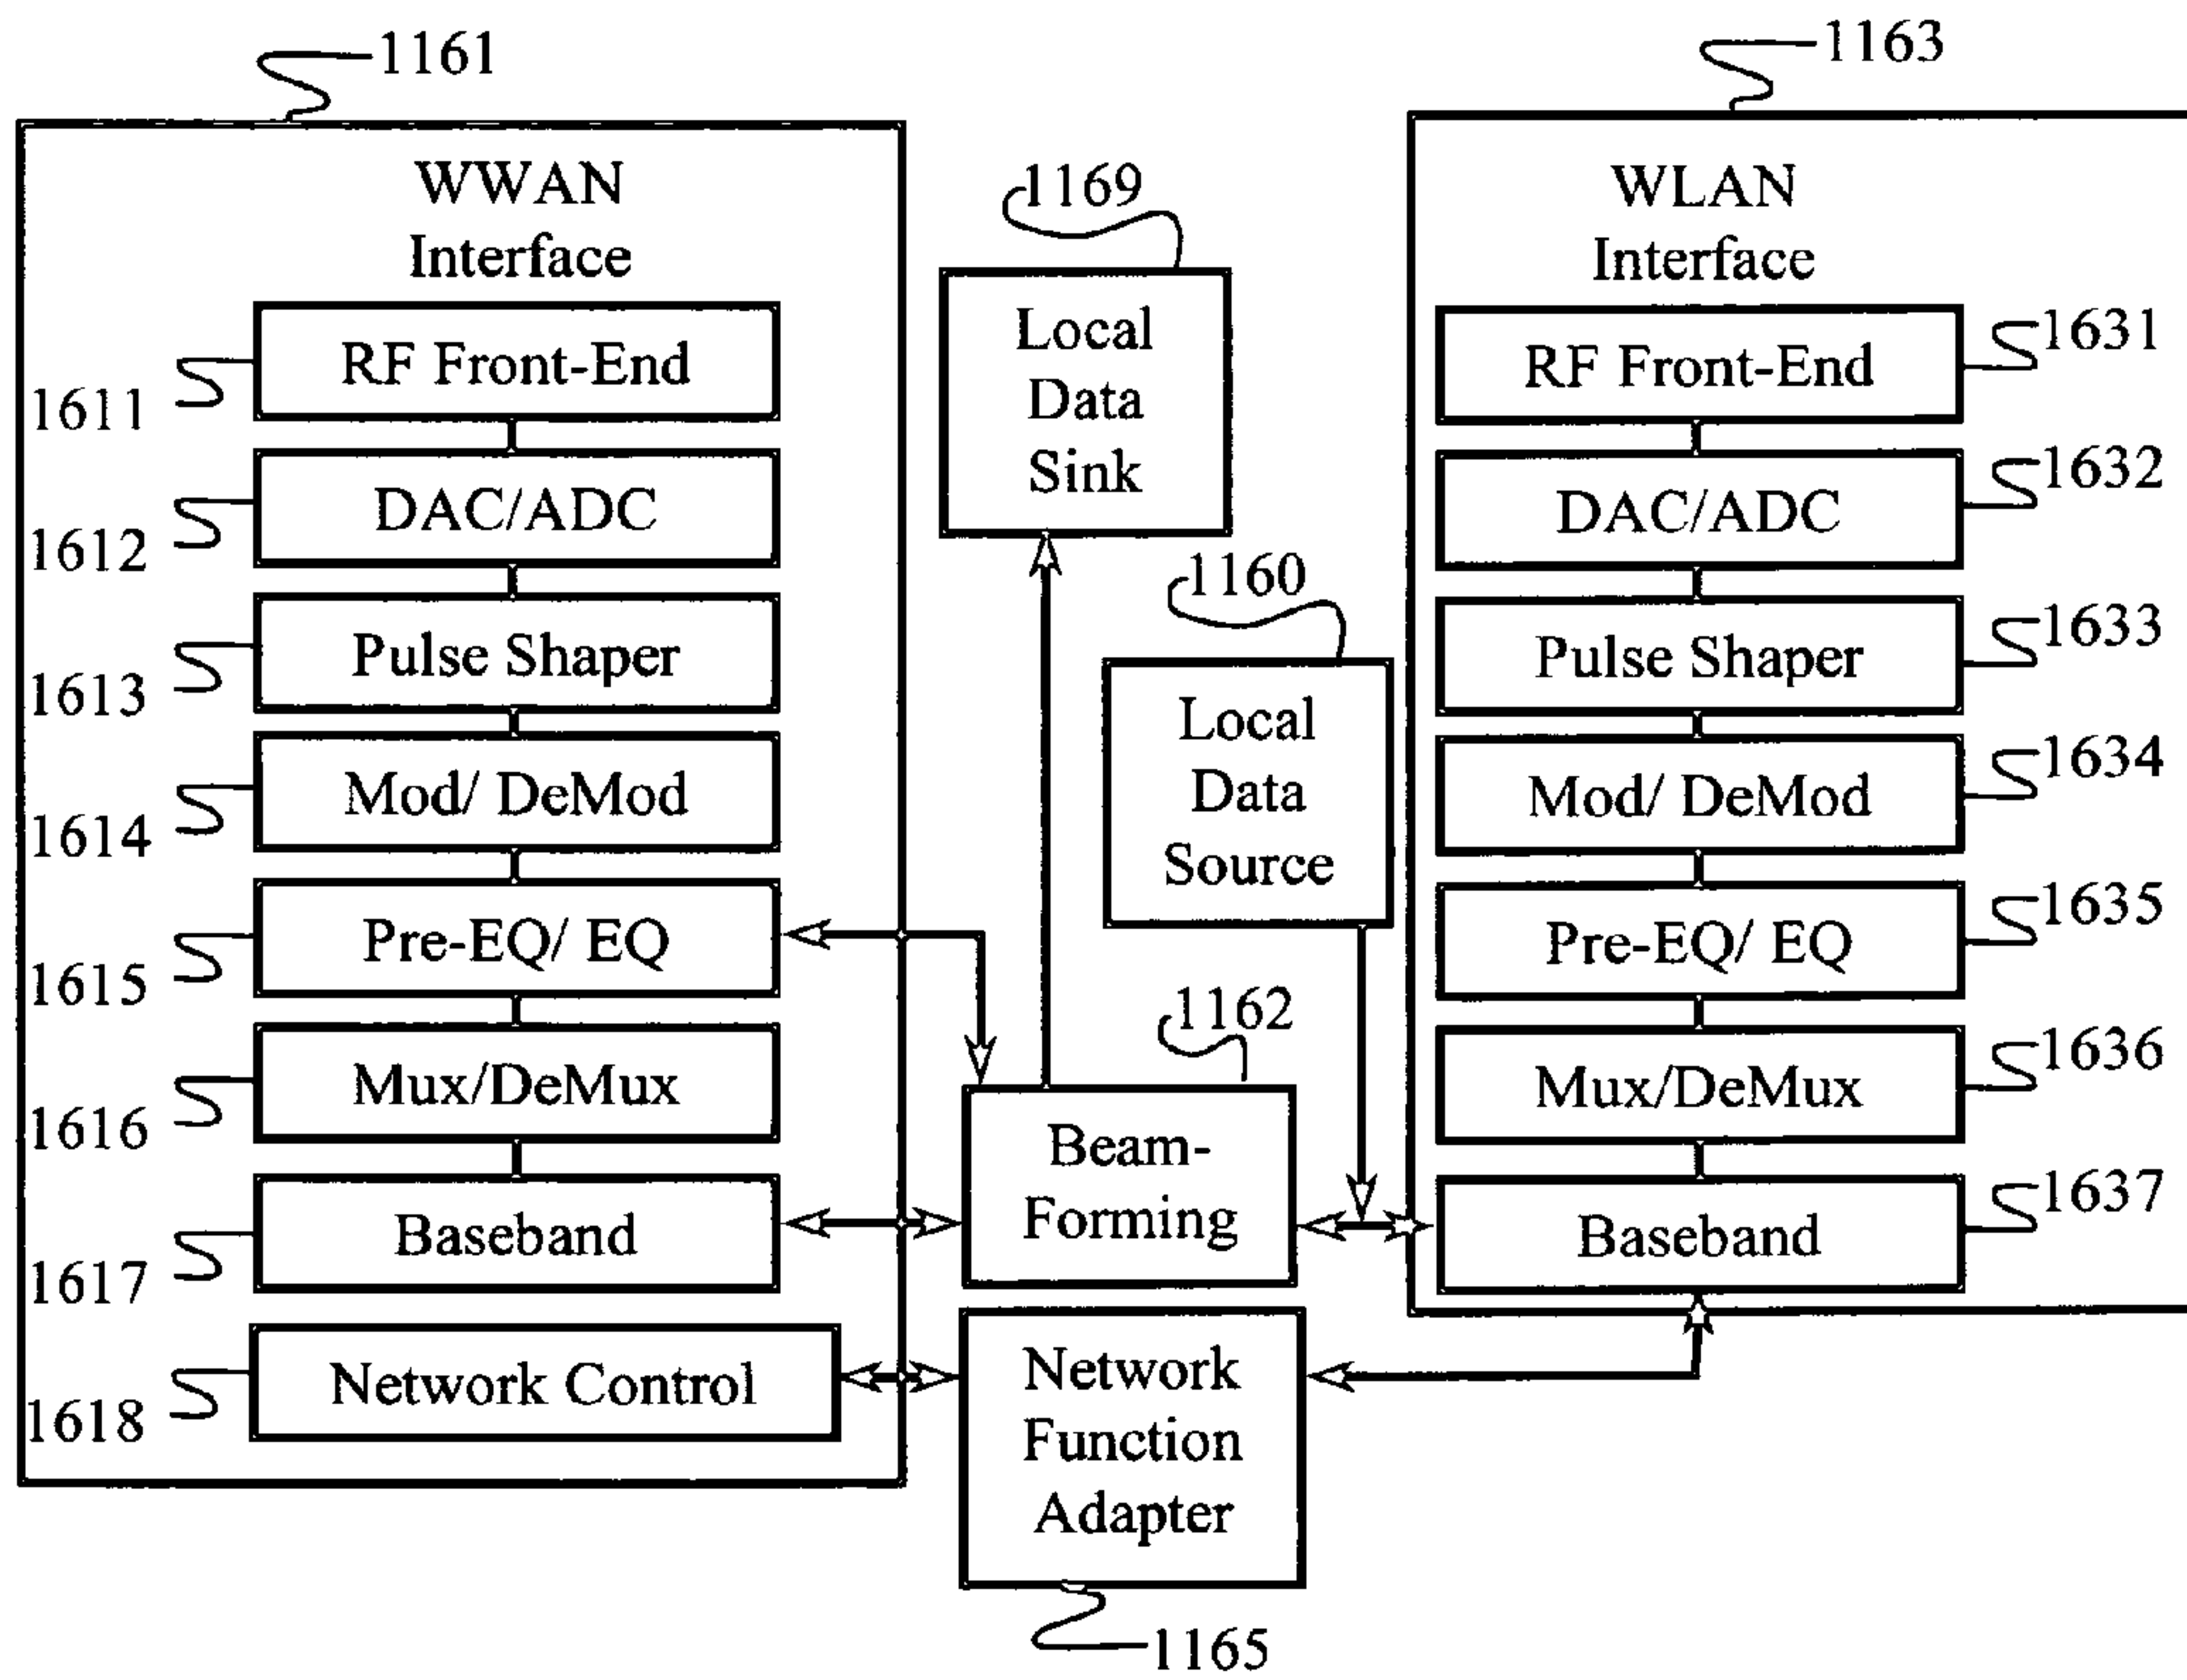 1161
WWAN
Interface
RF Front-End
1611
DAC/ADC
1612
Pulse Shaper
1613
Mod/ DeMod
1614
Pre-EQ/ EQ
1615
Mux/DeMux
1616
Baseband
1617
Network Control
1618
1169
Local
Data
Sink
1160
Local
Data
Source
1162
Beam-
Forming
Network
Function
Adapter
1165
1163
WLAN
Interface
RF Front-End
1631
DAC/ADC
1632
Pulse Shaper
1633
Mod/ DeMod
1634
Pre-EQ/ EQ
1635
Mux/DeMux
1636
Baseband
1637